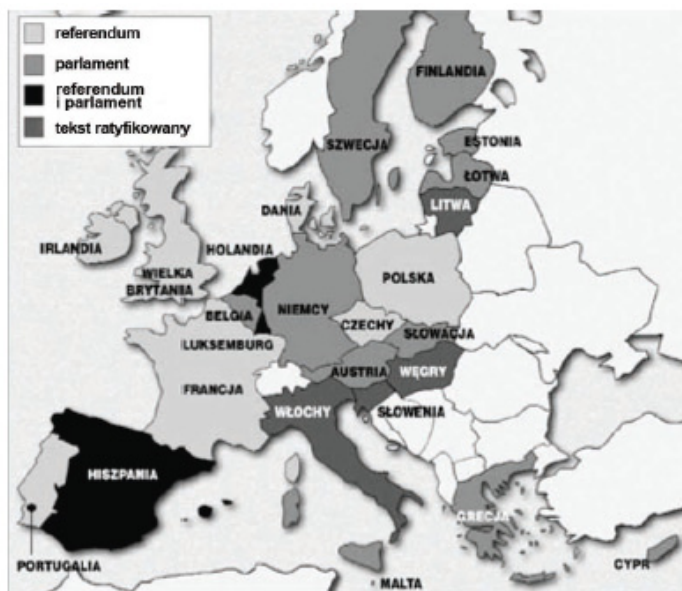 referendum
parlament
referendum
i parlament
tekst ratyfikowany
FINLANDIA
SZWECJA
ESTONIA
ŁOTWA
LITWA
DANIA
IRLANDIA
HOLANDIA
WIELKA
BRYTANIA
POLSKA
BELGIA
NIEMCY
CZECHY
LUKSEMBURG
SŁOWACJA
AUSTRIA
WĘGRY
FRANCJA
WŁOCHY
SŁOWENIA
HISZPANIA
GRECJA
PORTUGALIA
MALTA
CYPR